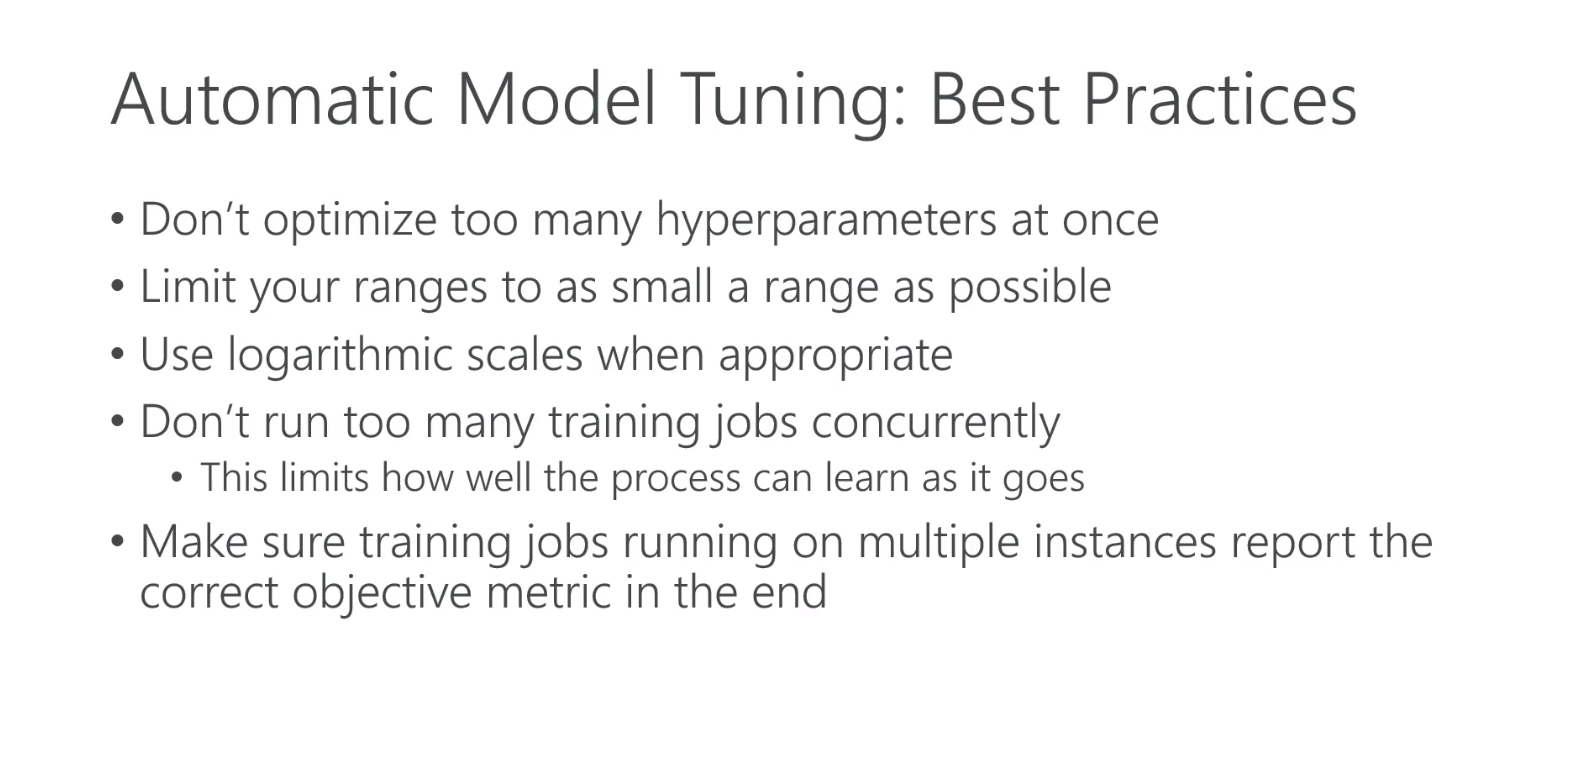 Automatic Model Tuning: Best Practices
• Don’t optimize too many hyperparameters at once
• Limit your ranges to as small a range as possible
• Use logarithmic scales when appropriate
• Don’t run too many training jobs concurrently
• This limits how well the process can learn as it goes
• Make sure training jobs running on multiple instances report the
correct objective metric in the end